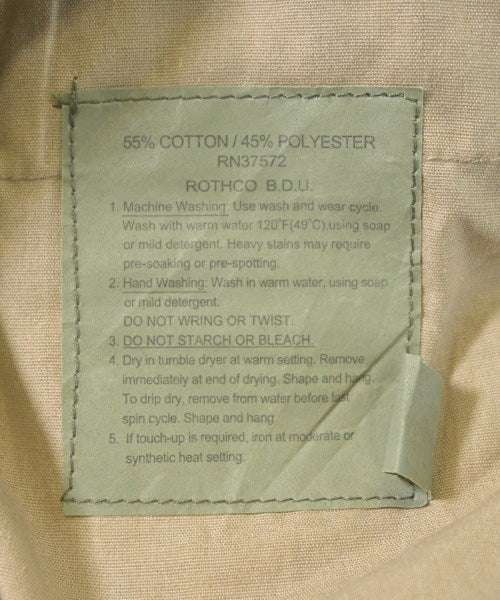 55% COTTON / 45% POLYESTER
RN37572
ROTHCO B.D.U.
1. Machine Washing: Use wash and wear cycle.
Wash with warm water 120°F(49°C),using soap
or mild detergent. Heavy stains may require
pre-soaking or pre-spotting.
2. Hand Washing: Wash in warm water, using soap
or mild detergent.
DO NOT WRING OR TWIST.
3. DO NOT STARCH OR BLEACH.
4. Dry in tumble dryer at warm setting. Remove
immediately at end of drying. Shape and hang.
To drip dry, remove from water before last
spin cycle. Shape and hang.
5. If touch-up is required, iron at moderate or
synthetic heat setting.